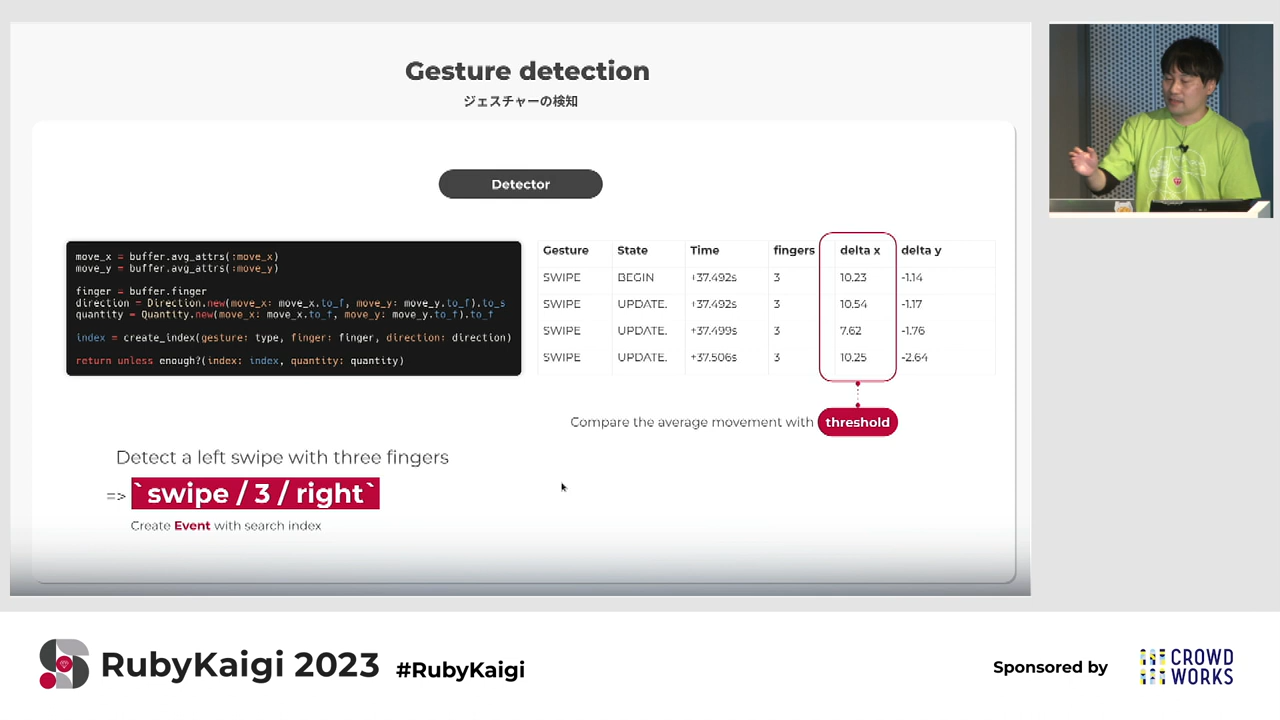 Gesture detection
ジェスチャーの検知
Detector
move_x = buffer.avg_attrs(:move_x)
move_y = buffer.avg_attrs(:move_y)
finger = buffer.finger
direction = Direction.new(move_x: move_x.to_f, move_y: move_y.to_f).to_s
quantity = Quantity.new(move_x: move_x.to_f, move_y: move_y.to_f).to_f
index = create_index(gesture: type, finger: finger, direction: direction)
return unless enough?(index: index, quantity: quantity)
Gesture State Time fingers delta x delta y
SWIPE BEGIN +37.492s 3 10.23 -1.14
SWIPE UPDATE. +37.492s 3 10.54 -1.17
SWIPE UPDATE. +37.499s 3 7.62 -1.76
SWIPE UPDATE. +37.506s 3 10.25 -2.64
Compare the average movement with threshold
Detect a left swipe with three fingers
=> `swipe / 3 / right`
Create Event with search index
RubyKaigi 2023 #RubyKaigi
Sponsored by
CROWD
WORKS